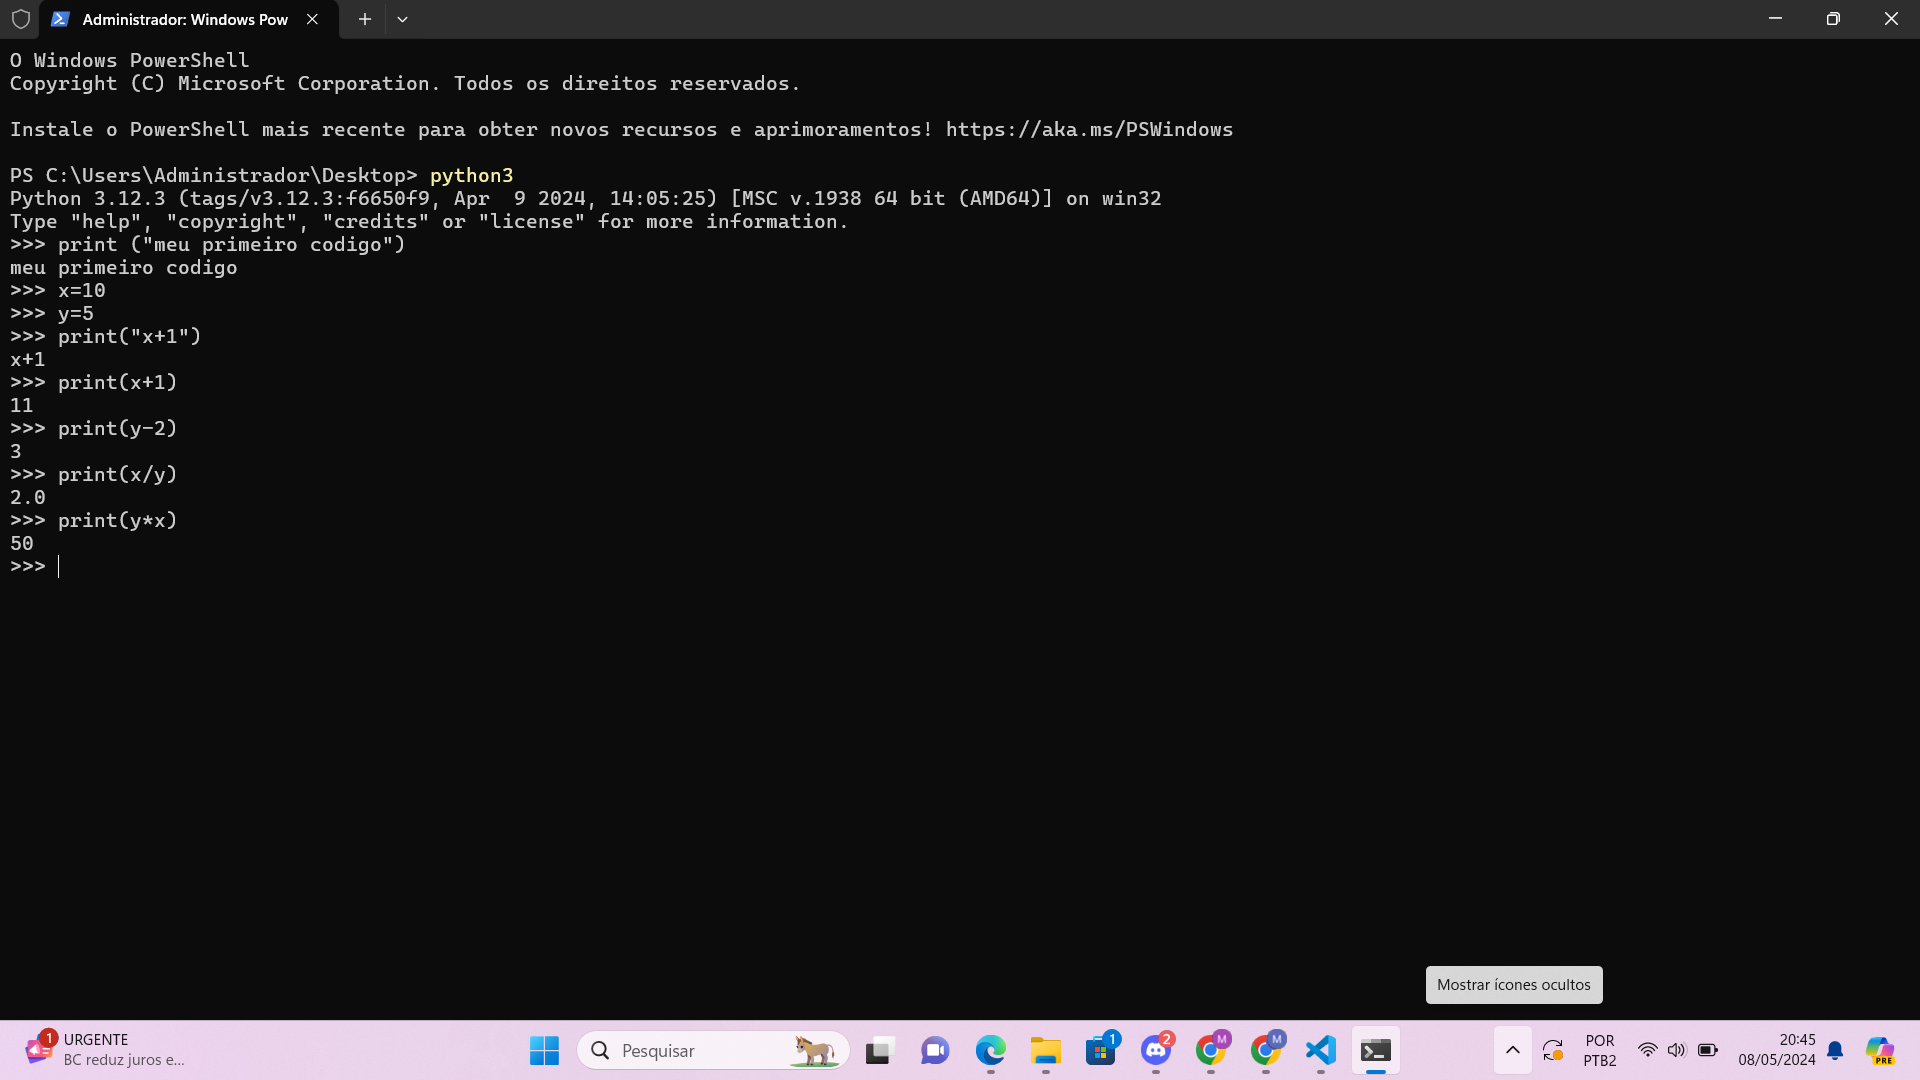 Administrador: Windows Pow
O Windows PowerShell
Copyright (C) Microsoft Corporation. Todos os direitos reservados.
Instale o PowerShell mais recente para obter novos recursos e aprimoramentos! https://aka.ms/PSWindows
PS C:\Users\Administrador\Desktop> python3
Python 3.12.3 (tags/v3.12.3:f6650f9, Apr  9 2024, 14:05:25) [MSC v.1938 64 bit (AMD64)] on win32
Type "help", "copyright", "credits" or "license" for more information.
>>> print ("meu primeiro codigo")
meu primeiro codigo
>>> x=10
>>> y=5
>>> print("x+1")
x+1
>>> print(x+1)
11
>>> print(y-2)
3
>>> print(x/y)
2.0
>>> print(y*x)
50
>>>
Mostrar ícones ocultos
1
URGENTE
BC reduz juros e...
Pesquisar
1
2
M
M
POR
PTB2
20:45
08/05/2024
PRE